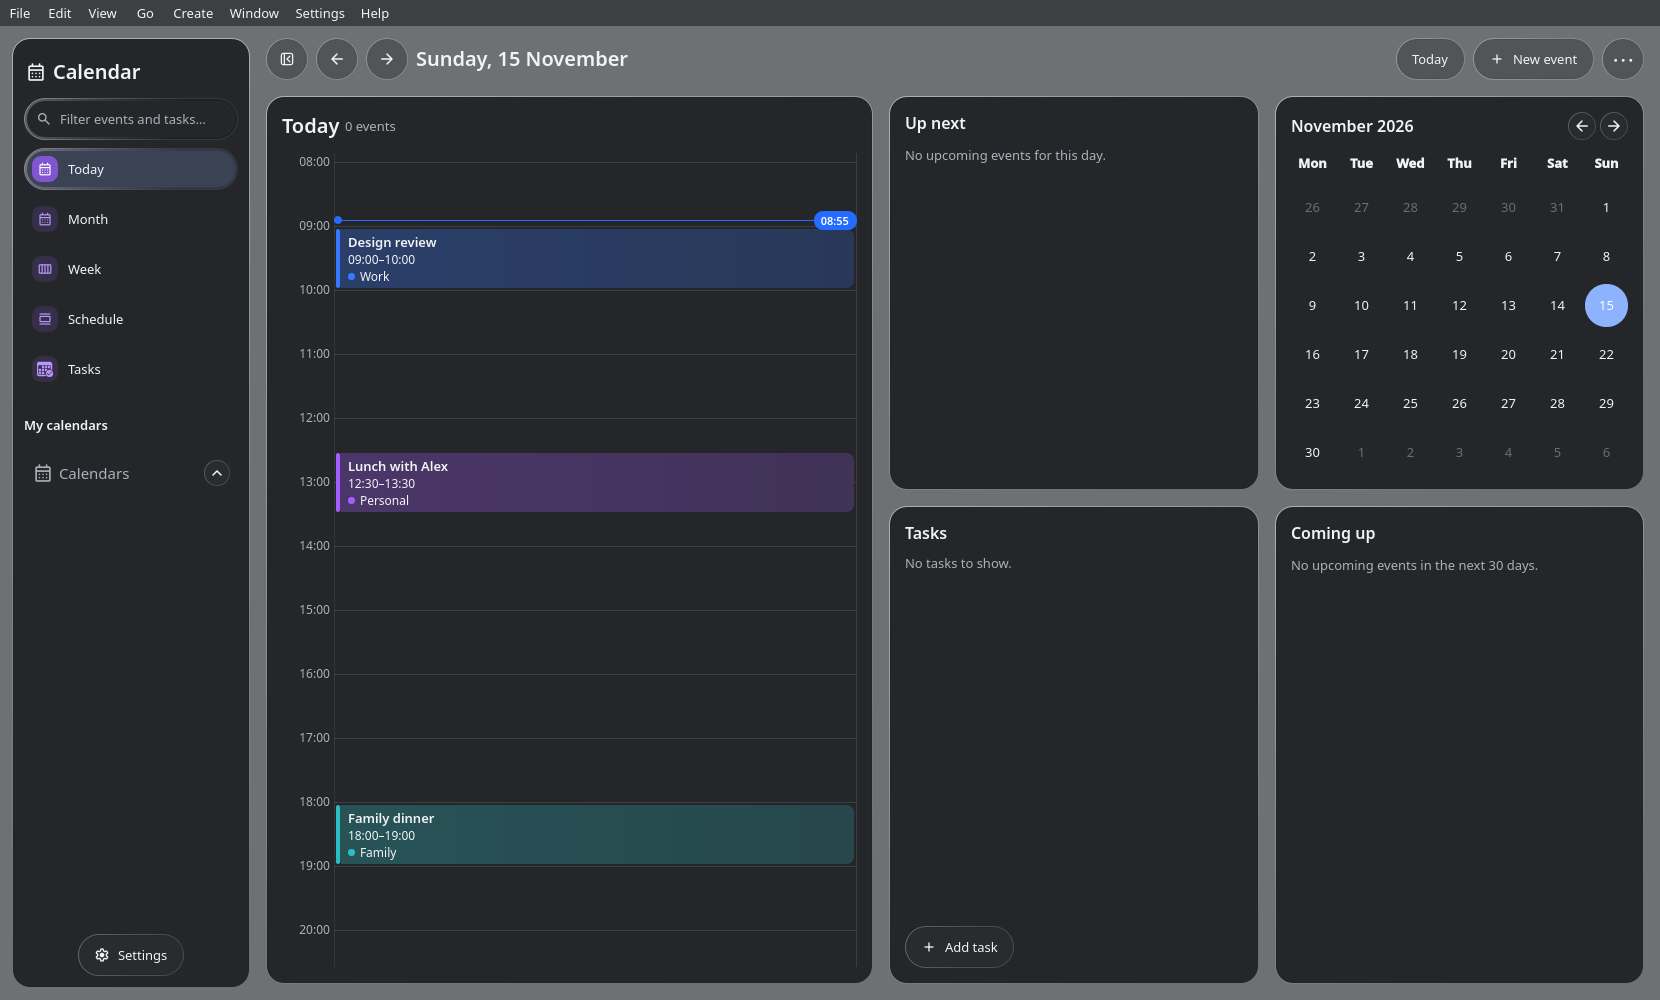 File Edit View Go Create Window Settings Help
Calendar
Filter events and tasks...
Today
Month
Week
Schedule
Tasks
My calendars
Calendars
Settings
Sunday, 15 November
Today
New event
Today 0 events
08:00
08:55
09:00
Design review
09:00–10:00
Work
10:00
11:00
12:00
Lunch with Alex
12:30–13:30
Personal
13:00
14:00
15:00
16:00
17:00
18:00
Family dinner
18:00–19:00
Family
19:00
20:00
Up next
No upcoming events for this day.
November 2026
Mon Tue Wed Thu Fri Sat Sun
26 27 28 29 30 31 1
2 3 4 5 6 7 8
9 10 11 12 13 14 15
16 17 18 19 20 21 22
23 24 25 26 27 28 29
30 1 2 3 4 5 6
Tasks
No tasks to show.
Add task
Coming up
No upcoming events in the next 30 days.